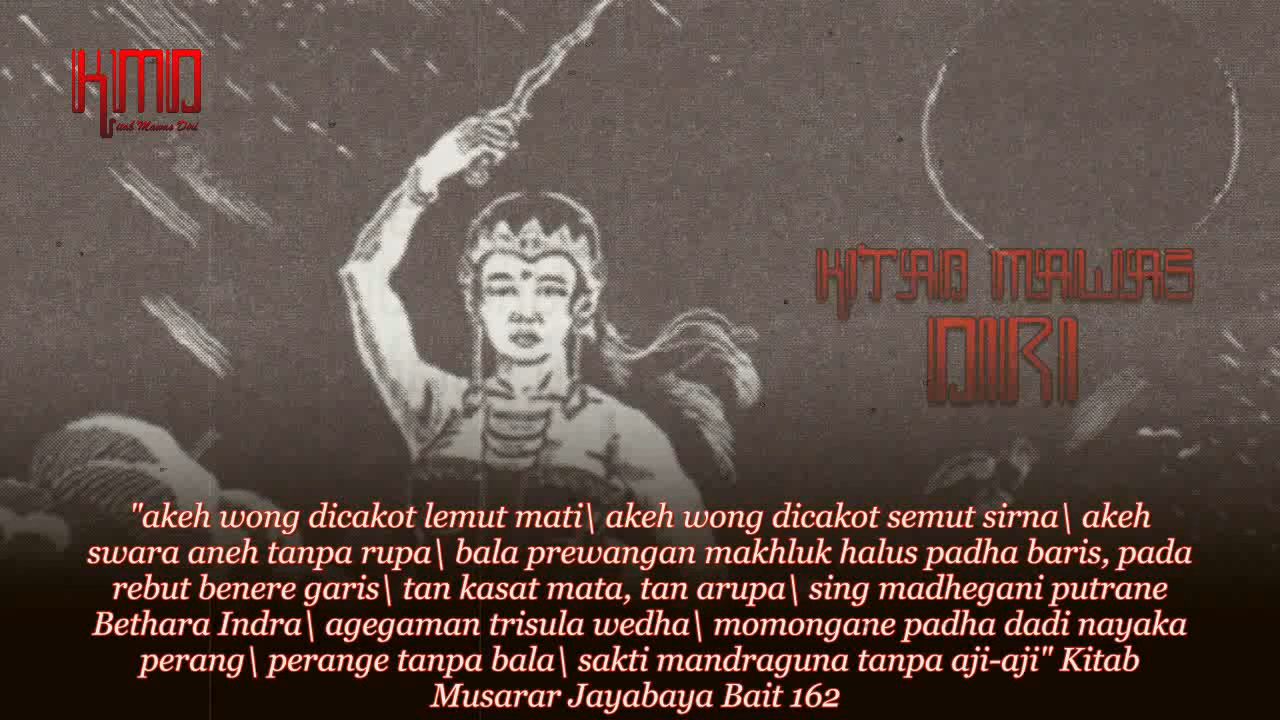 KMD
Kitab Mawas Diri
KITAB MAWAS
DIRI
"akeh wong dicakot lemut mati\ akeh wong dicakot semut sirna\ akeh
swara aneh tanpa rupa\ bala prewangan makhluk halus padha baris, pada
rebut benere garis\ tan kasat mata, tan arupa\ sing madhegani putrane
Bethara Indra\ agegaman trisula wedha\ momongane padha dadi nayaka
perang\ perange tanpa bala\ sakti mandraguna tanpa aji-aji" Kitab
Musarar Jayabaya Bait 162